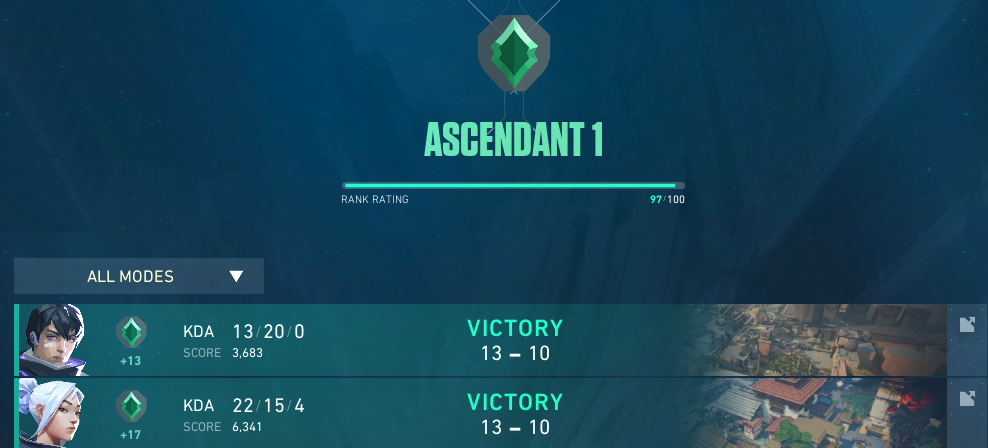 ASCENDANT 1
RANK RATING 97/100
ALL MODES
KDA 13/20/0
VICTORY
SCORE 3,683
13 – 10
+13
KDA 22/15/4
VICTORY
SCORE 6,341
13 – 10
+17